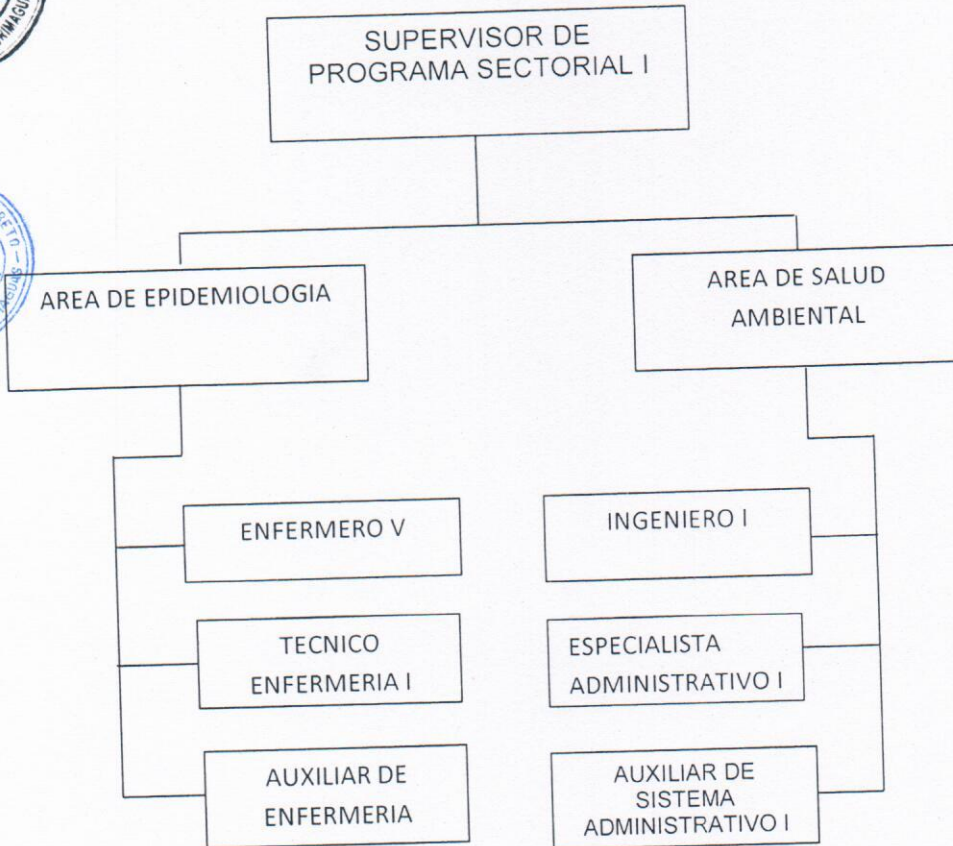 SUPERVISOR DE
PROGRAMA SECTORIAL I
AREA DE EPIDEMIOLOGIA
AREA DE SALUD
AMBIENTAL
ENFERMERO V
TECNICO
ENFERMERIA I
AUXILIAR DE
ENFERMERIA
INGENIERO I
ESPECIALISTA
ADMINISTRATIVO I
AUXILIAR DE
SISTEMA
ADMINISTRATIVO I